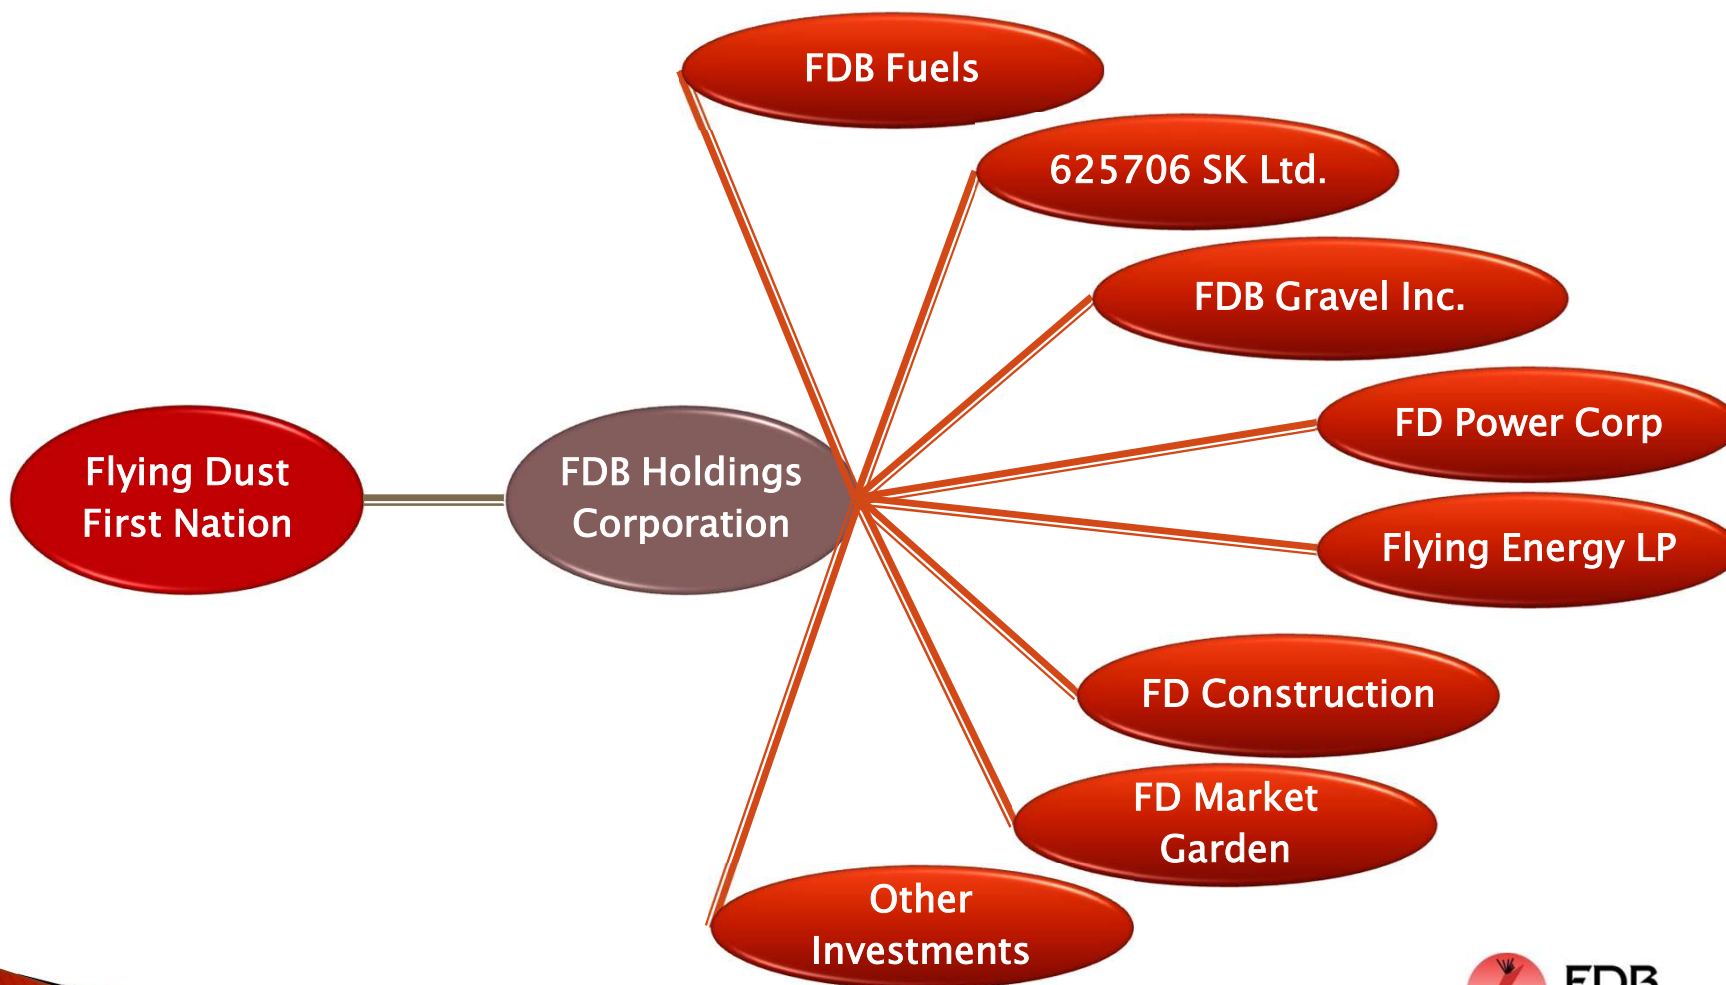 FDB Fuels
625706 SK Ltd.
FDB Gravel Inc.
FD Power Corp
Flying Dust
First Nation
FDB Holdings
Corporation
Flying Energy LP
FD Construction
FD Market
Garden
Other
Investments
FDB